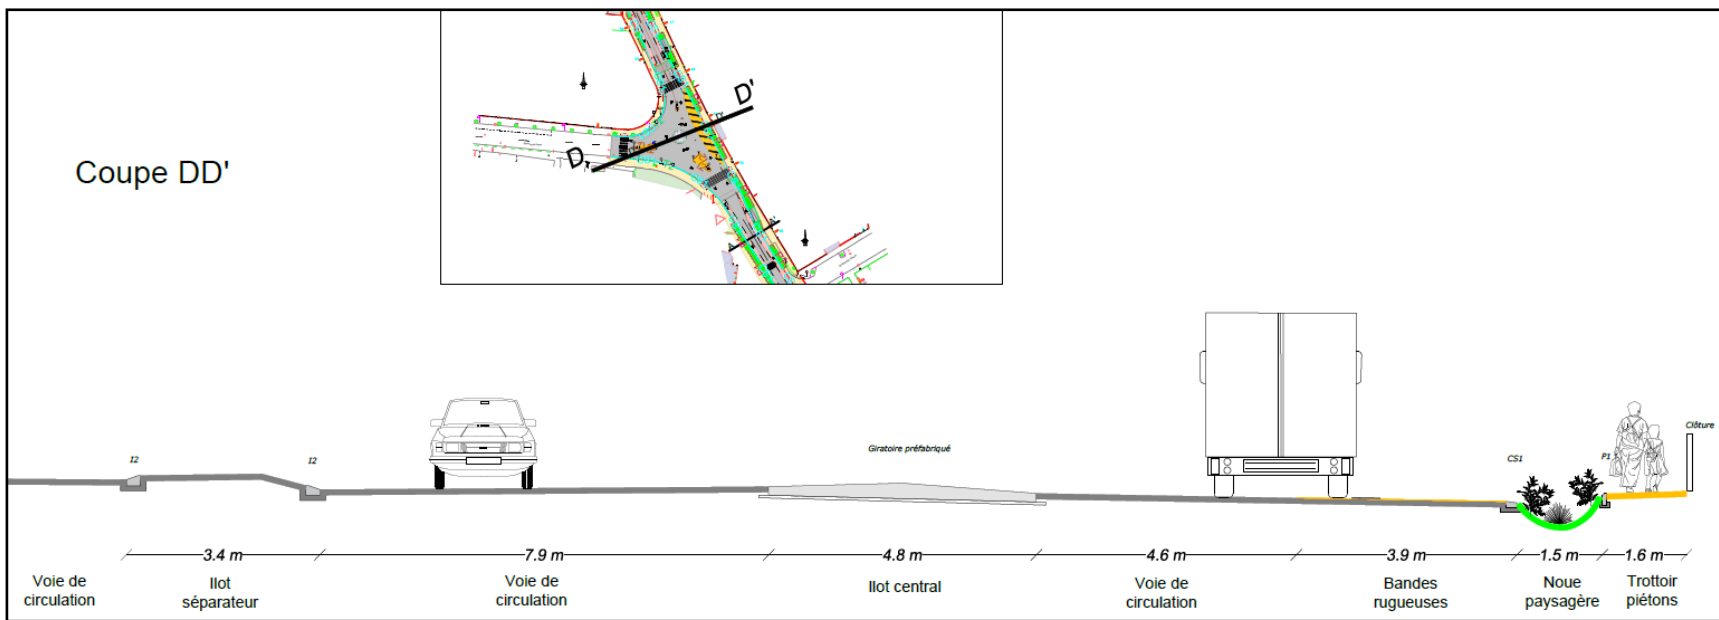 Coupe DD'
D
D'
Giratoire préfabriqué
Clôture
I2
I2
CS1
P1
3.4 m
7.9 m
4.8 m
4.6 m
3.9 m
1.5 m
1.6 m
Voie de
circulation
Ilot
séparateur
Voie de
circulation
Ilot central
Voie de
circulation
Bandes
rugueuses
Noue
paysagère
Trottoir
piétons